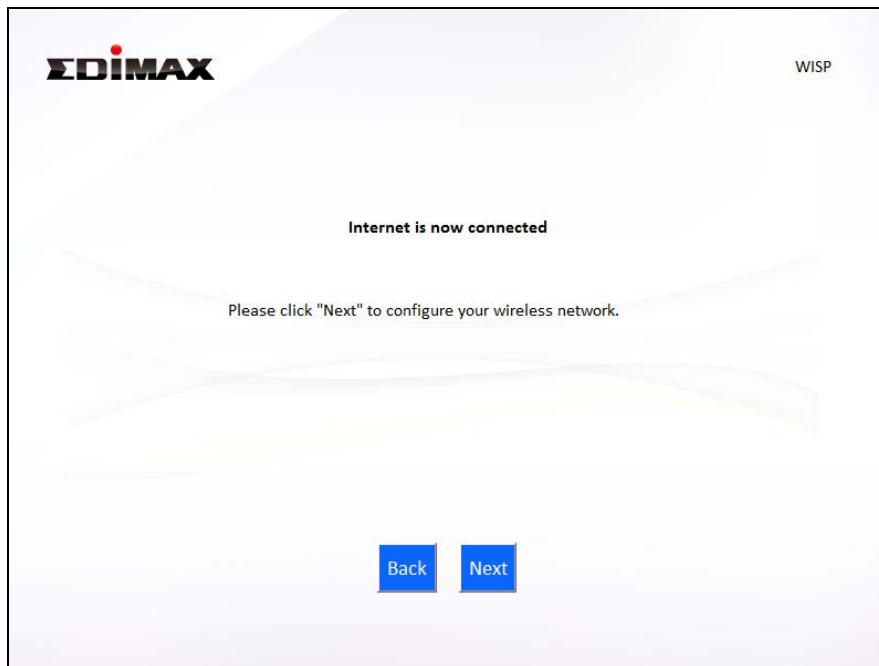 EDIMAX
WISP
Internet is now connected
Please click "Next" to configure your wireless network.
Back
Next